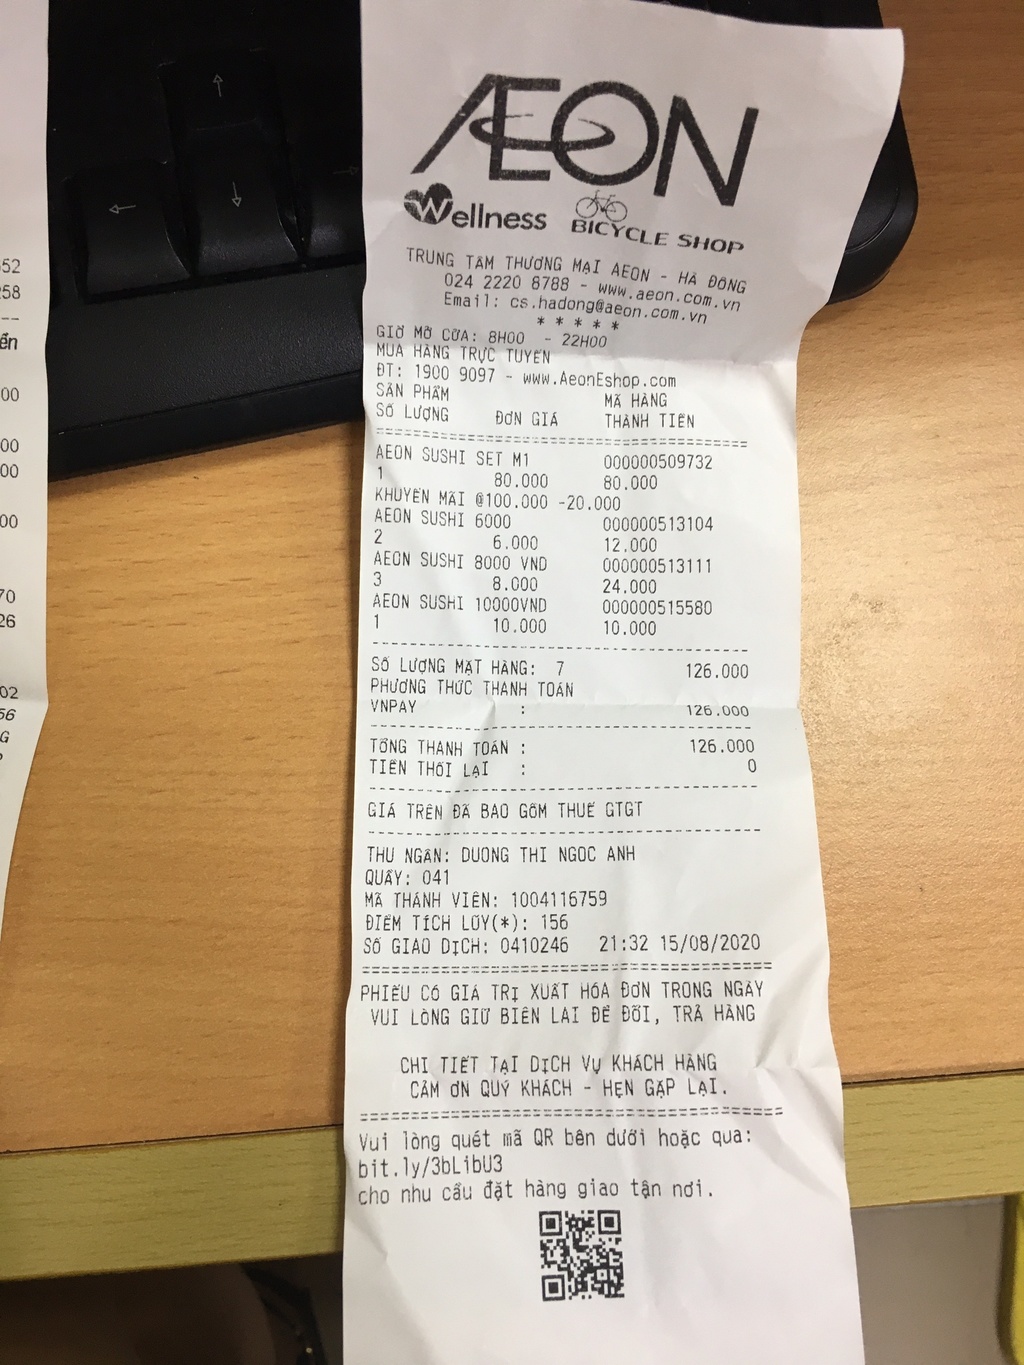 AEON
Wellness BICYCLE SHOP
TRUNG TÂM THƯƠNG MẠI AEON - HÀ ĐÔNG
024 2220 8788 - www.aeon.com.vn
Email: cs.hadong@aeon.com.vn
* * * * *
GIỜ MỞ CỬA: 8H00 - 22H00
MUA HÀNG TRỰC TUYẾN
ĐT: 1900 9097 - www.AeonEshop.com
SẢN PHẨM MÃ HÀNG
SỐ LƯỢNG ĐƠN GIÁ THÀNH TIỀN
AEON SUSHI SET M1 000000509732
1 80.000 80.000
KHUYẾN MÃI @100.000 -20.000
AEON SUSHI 6000 000000513104
2 6.000 12.000
AEON SUSHI 8000 VND 000000513111
3 8.000 24.000
AEON SUSHI 10000VND 000000515580
1 10.000 10.000
SỐ LƯỢNG MẶT HÀNG: 7 126.000
PHƯƠNG THỨC THANH TOÁN
VNPAY : 126.000
TỔNG THANH TOÁN : 126.000
TIỀN THỐI LẠI : 0
GIÁ TRÊN ĐÃ BAO GỒM THUẾ GTGT
THU NGÂN: DUONG THI NGOC ANH
QUẦY: 041
MÃ THÀNH VIÊN: 1004116759
ĐIỂM TÍCH LŨY(*): 156
SỐ GIAO DỊCH: 0410246 21:32 15/08/2020
PHIẾU CÓ GIÁ TRỊ XUẤT HÓA ĐƠN TRONG NGÀY
VUI LÒNG GIỮ BIÊN LAI ĐỂ ĐỔI, TRẢ HÀNG
CHI TIẾT TẠI DỊCH VỤ KHÁCH HÀNG
CẢM ƠN QUÝ KHÁCH - HẸN GẶP LẠI.
Vui lòng quét mã QR bên dưới hoặc qua:
bit.ly/3bLibU3
cho nhu cầu đặt hàng giao tận nơi.